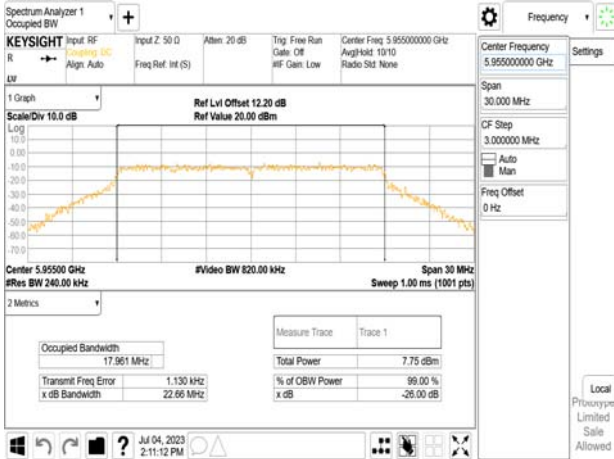 Spectrum Analyzer 1
Occupied BW
+
Frequency
KEYSIGHT
R
LXI
Input: RF
Coupling: DC
Align: Auto
Input Z: 50 Ω
Freq Ref: Int (S)
Atten: 20 dB
Trig: Free Run
Gate: Off
#IF Gain: Low
Center Freq: 5.955000000 GHz
Avg|Hold: 10/10
Radio Std: None
Center Frequency
5.955000000 GHz
Settings
Span
30.000 MHz
CF Step
3.000000 MHz
Auto
Man
Freq Offset
0 Hz
1 Graph
Scale/Div 10.0 dB
Ref Lvl Offset 12.20 dB
Ref Value 20.00 dBm
Log
10.0
0.00
-10.0
-20.0
-30.0
-40.0
-50.0
-60.0
-70.0
Center 5.95500 GHz
#Video BW 820.00 kHz
Span 30 MHz
#Res BW 240.00 kHz
Sweep 1.00 ms (1001 pts)
2 Metrics
Measure Trace
Trace 1
Occupied Bandwidth
17.961 MHz
Total Power
7.75 dBm
Transmit Freq Error
1.130 kHz
% of OBW Power
99.00 %
x dB Bandwidth
22.66 MHz
x dB
-26.00 dB
Local
Prototype
Limited
Sale
Allowed
?
Jul 04, 2023
2:11:12 PM